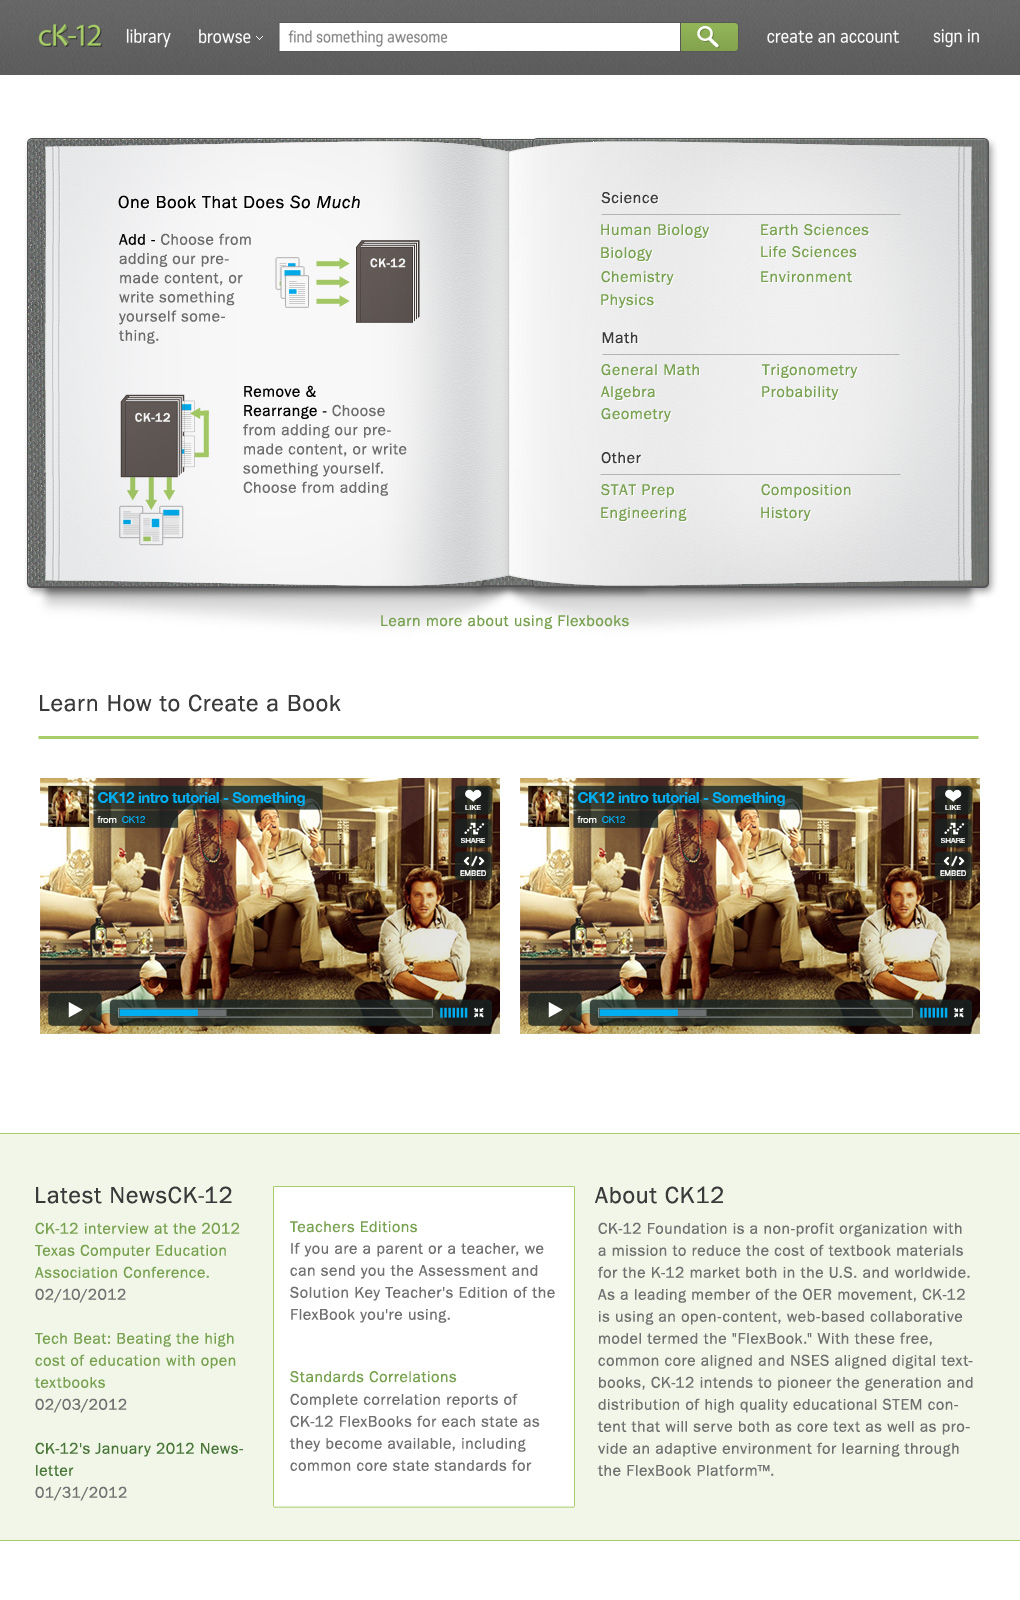 cK-12
library
browse
find something awesome
create an account
sign in
One Book That Does So Much
Add - Choose from
adding our pre-
made content, or
write something
yourself some-
thing.
CK-12
CK-12
Remove &
Rearrange - Choose
from adding our pre-
made content, or write
something yourself.
Choose from adding
Science
Human Biology
Biology
Chemistry
Physics
Earth Sciences
Life Sciences
Environment
Math
General Math
Algebra
Geometry
Trigonometry
Probability
Other
STAT Prep
Engineering
Composition
History
Learn more about using Flexbooks
Learn How to Create a Book
CK12 intro tutorial - Something
from CK12
LIKE
SHARE
EMBED
CK12 intro tutorial - Something
from CK12
LIKE
SHARE
EMBED
Latest NewsCK-12
CK-12 interview at the 2012
Texas Computer Education
Association Conference.
02/10/2012
Tech Beat: Beating the high
cost of education with open
textbooks
02/03/2012
CK-12's January 2012 News-
letter
01/31/2012
Teachers Editions
If you are a parent or a teacher, we
can send you the Assessment and
Solution Key Teacher's Edition of the
FlexBook you're using.
Standards Correlations
Complete correlation reports of
CK-12 FlexBooks for each state as
they become available, including
common core state standards for
About CK12
CK-12 Foundation is a non-profit organization with
a mission to reduce the cost of textbook materials
for the K-12 market both in the U.S. and worldwide.
As a leading member of the OER movement, CK-12
is using an open-content, web-based collaborative
model termed the "FlexBook." With these free,
common core aligned and NSES aligned digital text-
books, CK-12 intends to pioneer the generation and
distribution of high quality educational STEM con-
tent that will serve both as core text as well as pro-
vide an adaptive environment for learning through
the FlexBook Platform™.